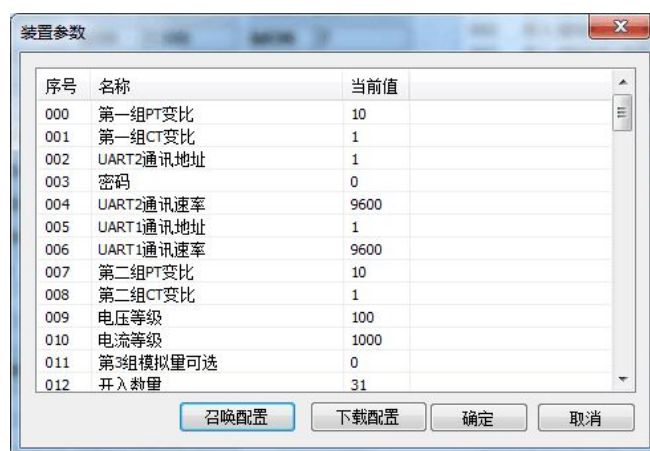 装置参数
序号 名称 当前值
000 第一组PT变比 10
001 第一组CT变比 1
002 UART2通讯地址 1
003 密码 0
004 UART2通讯速率 9600
005 UART1通讯地址 1
006 UART1通讯速率 9600
007 第二组PT变比 10
008 第二组CT变比 1
009 电压等级 100
010 电流等级 1000
011 第3组模拟量可选 0
012 开入数量 31
召唤配置 下载配置 确定 取消